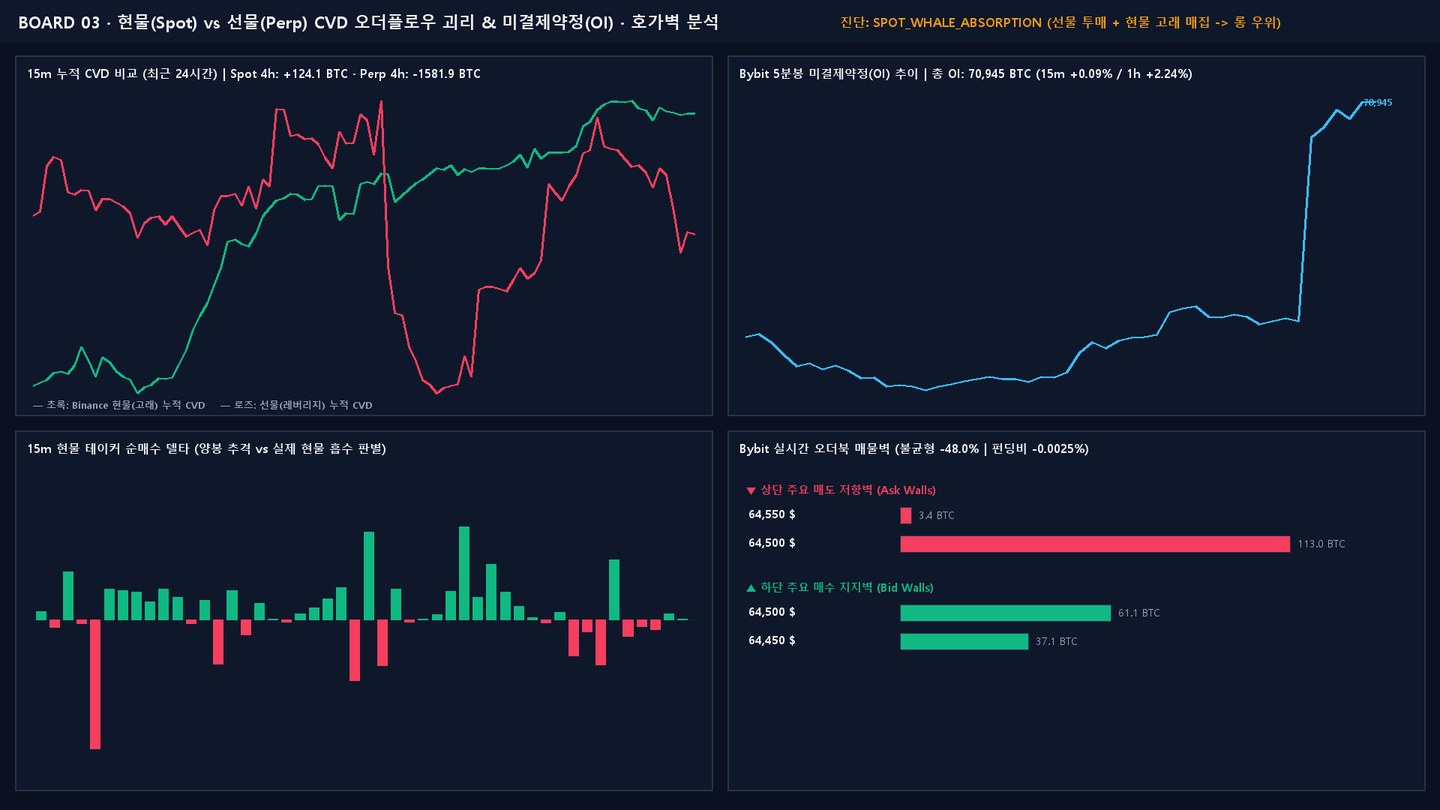 BOARD 03 · 현물(Spot) vs 선물(Perp) CVD 오더플로우 괴리 & 미결제약정(OI) · 호가벽 분석
진단: SPOT_WHALE_ABSORPTION (선물 투매 + 현물 고래 매집 -> 롱 우위)
15m 누적 CVD 비교 (최근 24시간) | Spot 4h: +124.1 BTC · Perp 4h: -1581.9 BTC
— 초록: Binance 현물(고래) 누적 CVD — 로즈: 선물(레버리지) 누적 CVD
Bybit 5분봉 미결제약정(OI) 추이 | 총 OI: 70,945 BTC (15m +0.09% / 1h +2.24%)
70,945
15m 현물 테이커 순매수 델타 (양봉 추격 vs 실제 현물 흡수 판별)
Bybit 실시간 오더북 매물벽 (불균형 -48.0% | 펀딩비 -0.0025%)
▼ 상단 주요 매도 저항벽 (Ask Walls)
64,550 $ 3.4 BTC
64,500 $ 113.0 BTC
▲ 하단 주요 매수 지지벽 (Bid Walls)
64,500 $ 61.1 BTC
64,450 $ 37.1 BTC